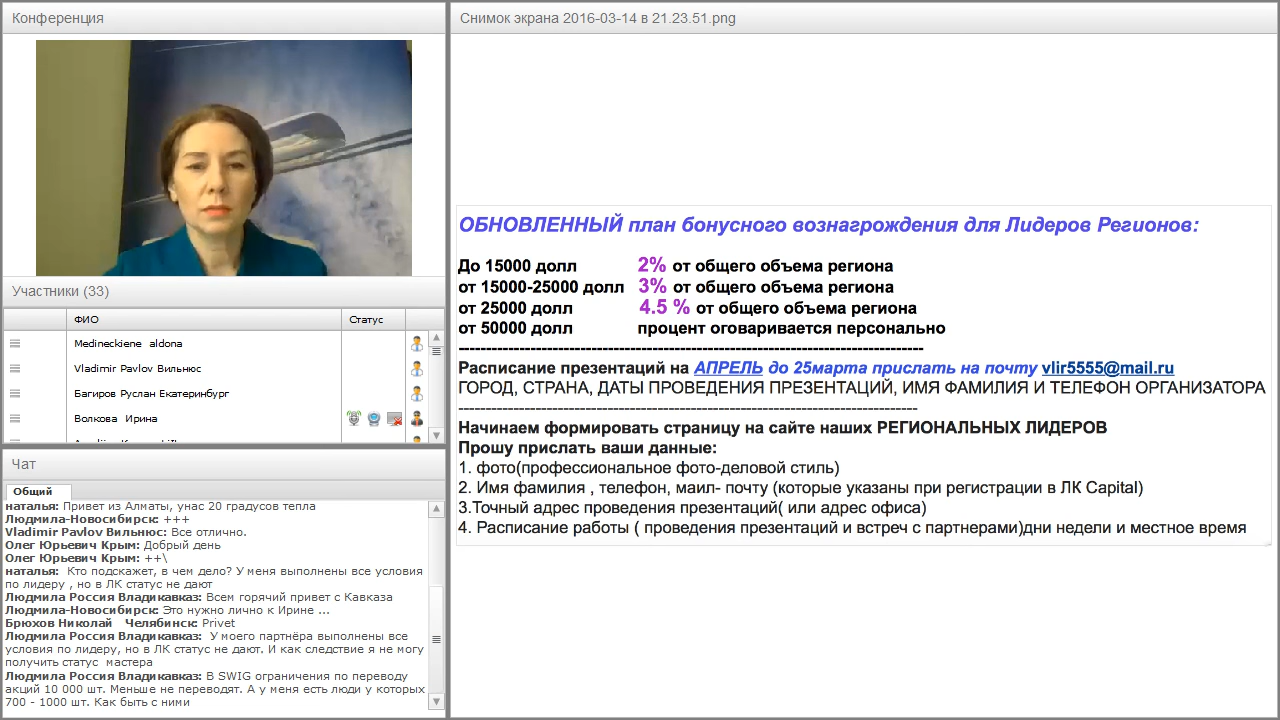 Конференция
Участники (33)
ФИО
Статус
Medineckiene aldona
Vladimir Pavlov Вильнюс
Багиров Руслан Екатеринбург
Волкова Ирина
Чат
Общий
наталья: Привет из Алматы, унас 20 градусов тепла
Людмила-Новосибирск: +++
Vladimir Pavlov Вильнюс: Все отлично.
Олег Юрьевич Крым: Добрый день
Олег Юрьевич Крым: ++\
наталья: Кто подскажет, в чем дело? У меня выполнены все условия
по лидеру , но в ЛК статус не дают
Людмила Россия Владикавказ: Всем горячий привет с Кавказа
Людмила-Новосибирск: Это нужно лично к Ирине ...
Брюхов Николай Челябинск: Privet
Людмила Россия Владикавказ: У моего партнёра выполнены все
условия по лидеру, но в ЛК статус не дают. И как следствие я не могу
получить статус мастера
Людмила Россия Владикавказ: В SWIG ограничения по переводу
акций 10 000 шт. Меньше не переводят. А у меня есть люди у которых
700 - 1000 шт. Как быть с ними
Снимок экрана 2016-03-14 в 21.23.51.png
ОБНОВЛЕННЫЙ план бонусного вознагрождения для Лидеров Регионов:
До 15000 долл 2% от общего объема региона
от 15000-25000 долл 3% от общего объема региона
от 25000 долл 4.5 % от общего объема региона
от 50000 долл процент оговаривается персонально
Расписание презентаций на АПРЕЛЬ до 25марта прислать на почту vlir5555@mail.ru
ГОРОД, СТРАНА, ДАТЫ ПРОВЕДЕНИЯ ПРЕЗЕНТАЦИЙ, ИМЯ ФАМИЛИЯ И ТЕЛЕФОН ОРГАНИЗАТОРА
Начинаем формировать страницу на сайте наших РЕГИОНАЛЬНЫХ ЛИДЕРОВ
Прошу прислать ваши данные:
1. фото(профессиональное фото-деловой стиль)
2. Имя фамилия , телефон, маил- почту (которые указаны при регистрации в ЛК Capital)
3.Точный адрес проведения презентаций( или адрес офиса)
4. Расписание работы ( проведения презентаций и встреч с партнерами)дни недели и местное время